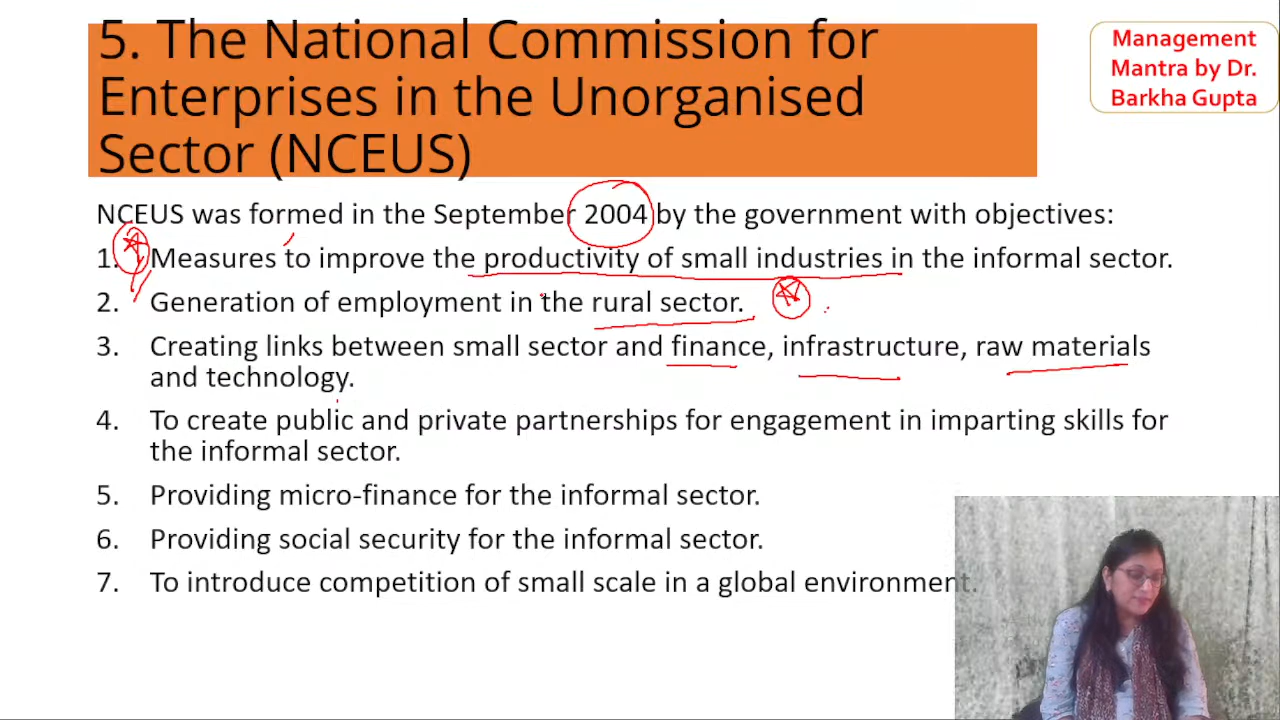 5. The National Commission for
Enterprises in the Unorganised
Sector (NCEUS)
Management
Mantra by Dr.
Barkha Gupta
NCEUS was formed in the September 2004 by the government with objectives:
1. Measures to improve the productivity of small industries in the informal sector.
2. Generation of employment in the rural sector.
3. Creating links between small sector and finance, infrastructure, raw materials
and technology.
4. To create public and private partnerships for engagement in imparting skills for
the informal sector.
5. Providing micro-finance for the informal sector.
6. Providing social security for the informal sector.
7. To introduce competition of small scale in a global environment.